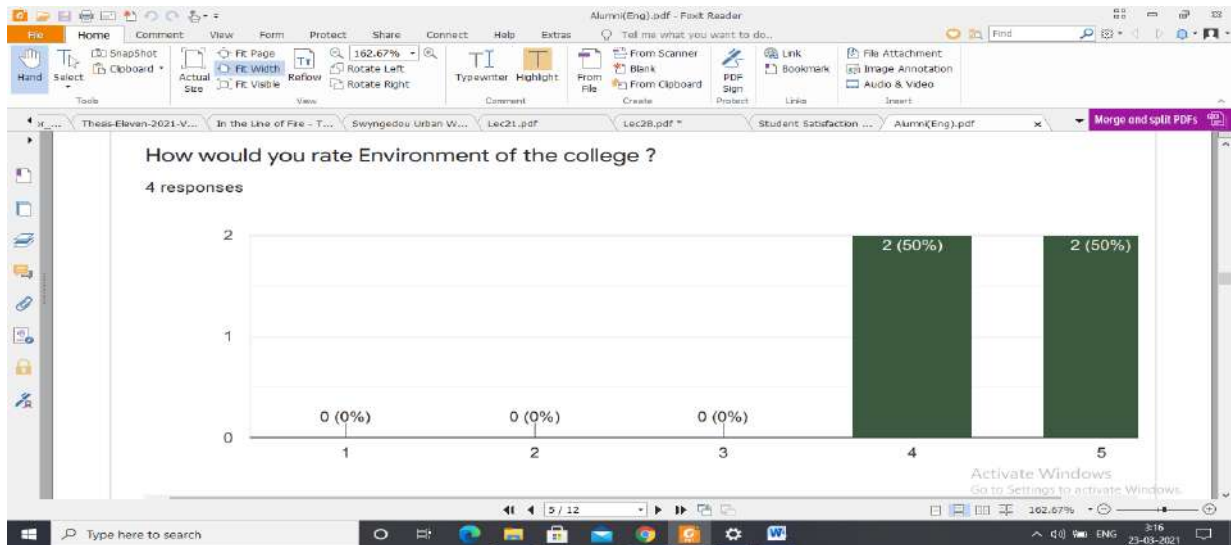 Alumni(Eng).pdf - Foxit Reader
File Home Comment View Form Protect Share Connect Help Extras Tell me what you want to do.. Find
Hand
Select
SnapShot
Clipboard
Tools
Actual Size
Fit Page
Fit Width
Fit Visible
Reflow
162.67%
Rotate Left
Rotate Right
View
Typewriter Highlight
Comment
From File
From Scanner
Blank
From Clipboard
Create
PDF Sign
Protect
Link
Bookmark
Links
File Attachment
Image Annotation
Audio & Video
Insert
Thesis-Eleven-2021-V... In the Line of Fire - T... Swyngedou Urban W... Lec21.pdf Lec28.pdf * Student Satisfaction ... Alumni(Eng).pdf Merge and split PDFs
How would you rate Environment of the college ?
4 responses
2
2 (50%) 2 (50%)
1
0 (0%) 0 (0%) 0 (0%)
0
1 2 3 4 5
Activate Windows
Go to Settings to activate Windows.
5 / 12 162.67%
Type here to search ENG 3:16
23-03-2021